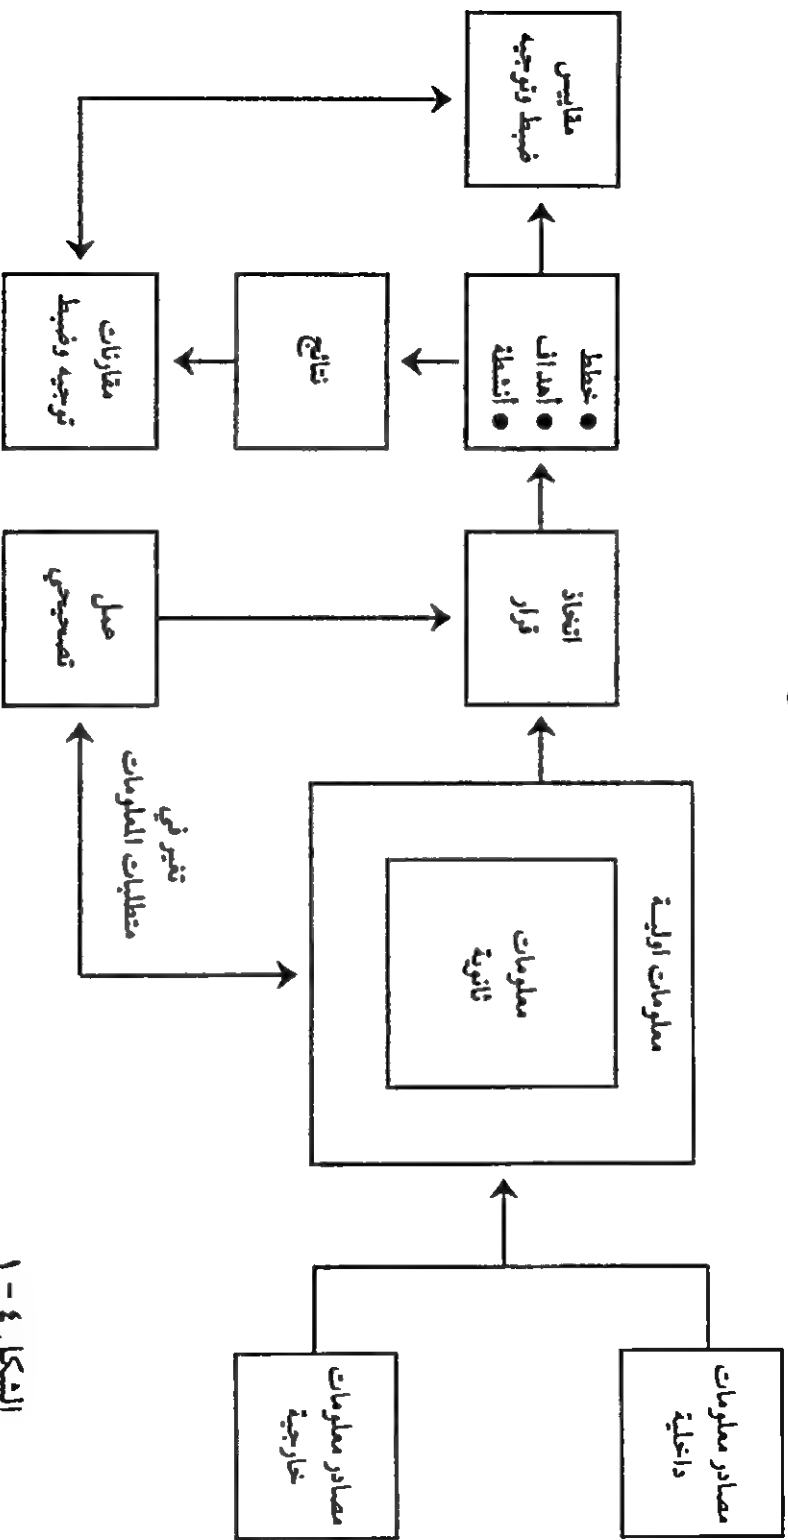 مصادر معلومات
داخلية
مصادر معلومات
خارجية
معلومات اولية
معلومات
ثانوية
اتخاذ
قرار
● خطط
● أهداف
● أنشطة
مقاييس
ضبط وتوجيه
نتائج
مقارنات
توجيه وضبط
عمل
تصحيحي
تغير في
متطلبات المعلومات
الشكل ٤ - ١